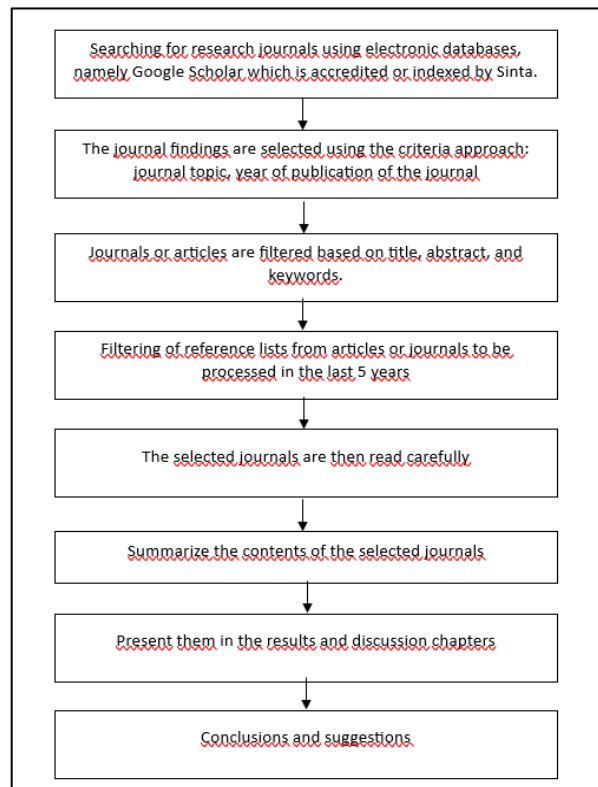 Searching for research journals using electronic databases,
namely Google Scholar which is accredited or indexed by Sinta.
The journal findings are selected using the criteria approach:
journal topic, year of publication of the journal
Journals or articles are filtered based on title, abstract, and
keywords.
Filtering of reference lists from articles or journals to be
processed in the last 5 years
The selected journals are then read carefully
Summarize the contents of the selected journals
Present them in the results and discussion chapters
Conclusions and suggestions